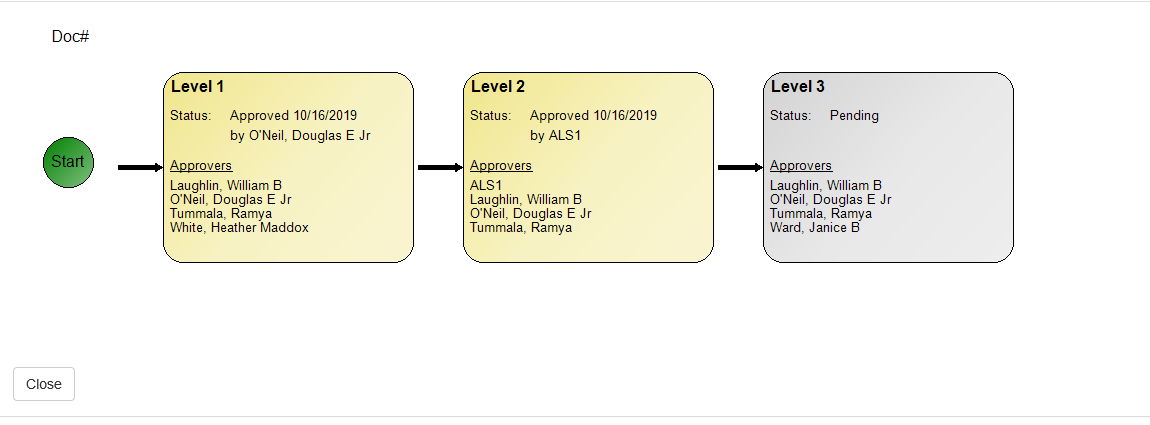 Doc#
Start
Level 1
Status: Approved 10/16/2019
by O'Neil, Douglas E Jr
Approvers
Laughlin, William B
O'Neil, Douglas E Jr
Tummala, Ramya
White, Heather Maddox
Level 2
Status: Approved 10/16/2019
by ALS1
Approvers
ALS1
Laughlin, William B
O'Neil, Douglas E Jr
Tummala, Ramya
Level 3
Status: Pending
Approvers
Laughlin, William B
O'Neil, Douglas E Jr
Tummala, Ramya
Ward, Janice B
Close